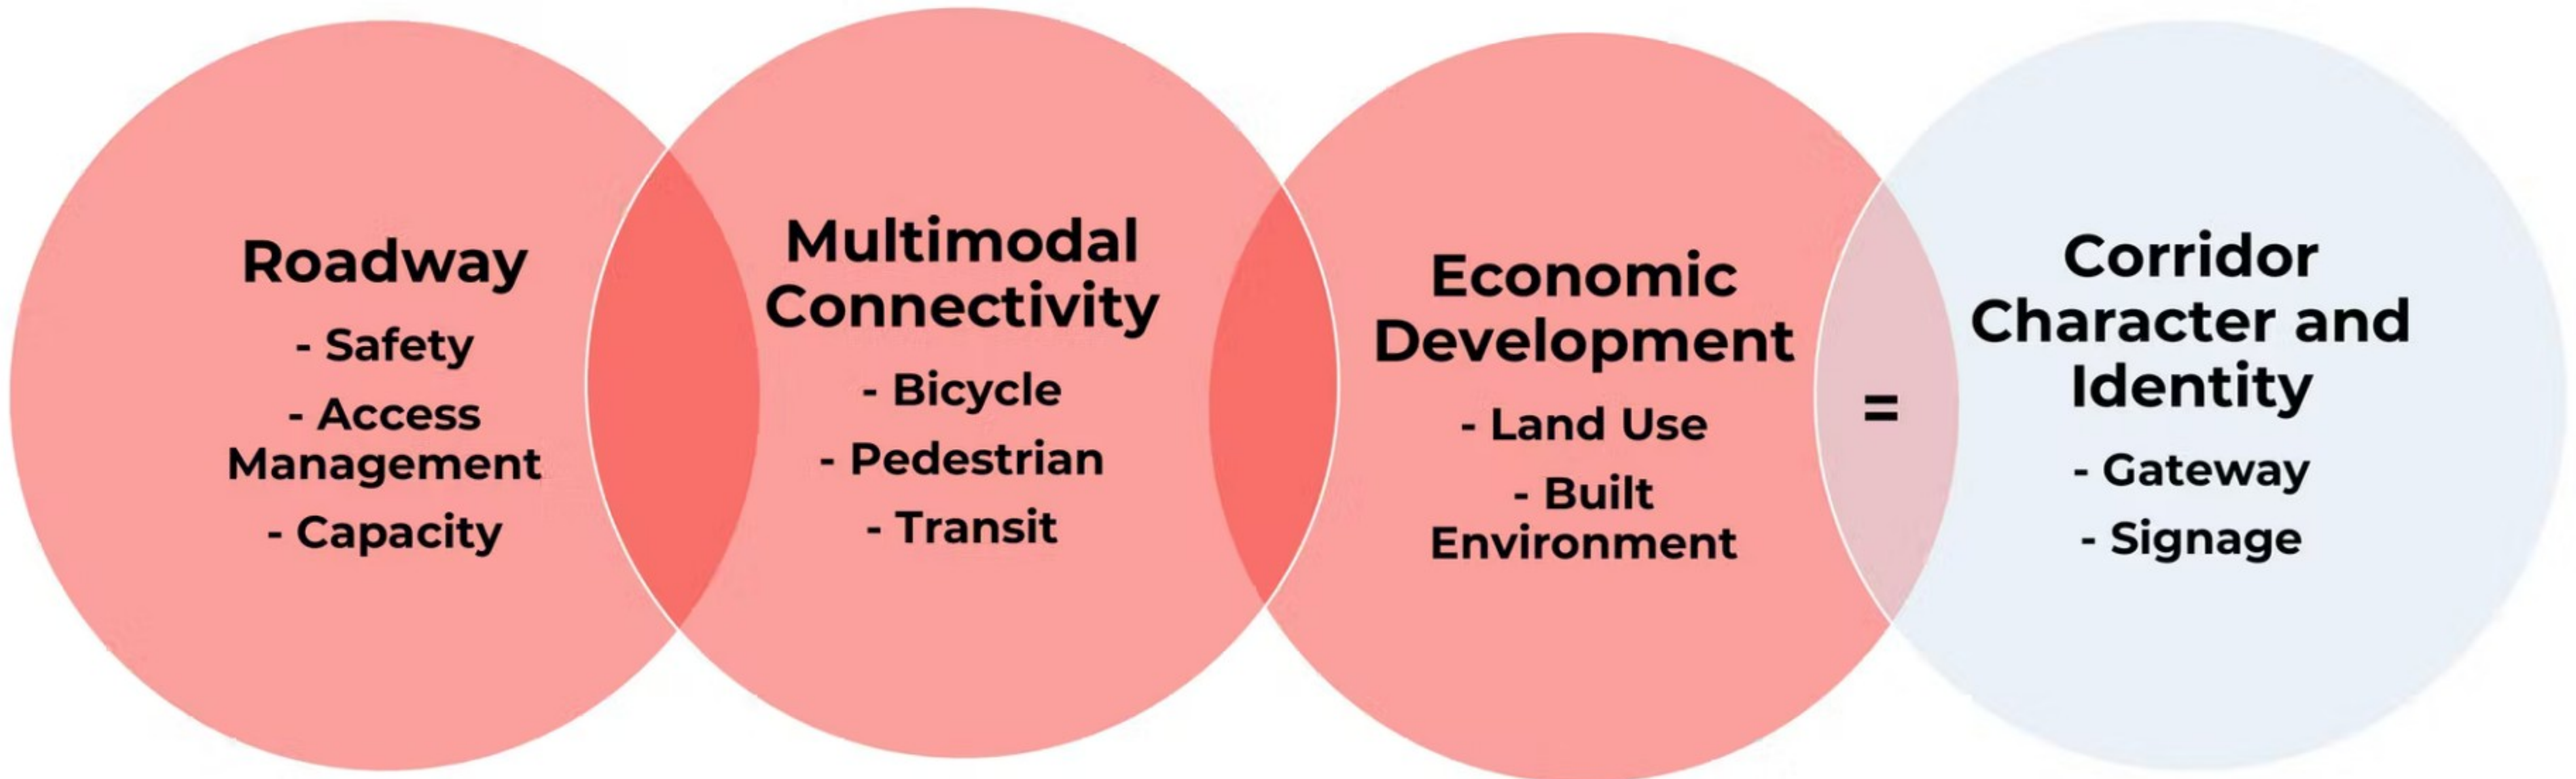 Roadway
- Safety
- Access
Management
- Capacity
Multimodal
Connectivity
- Bicycle
- Pedestrian
- Transit
Economic
Development
- Land Use
- Built
Environment
=
Corridor
Character and
Identity
- Gateway
- Signage